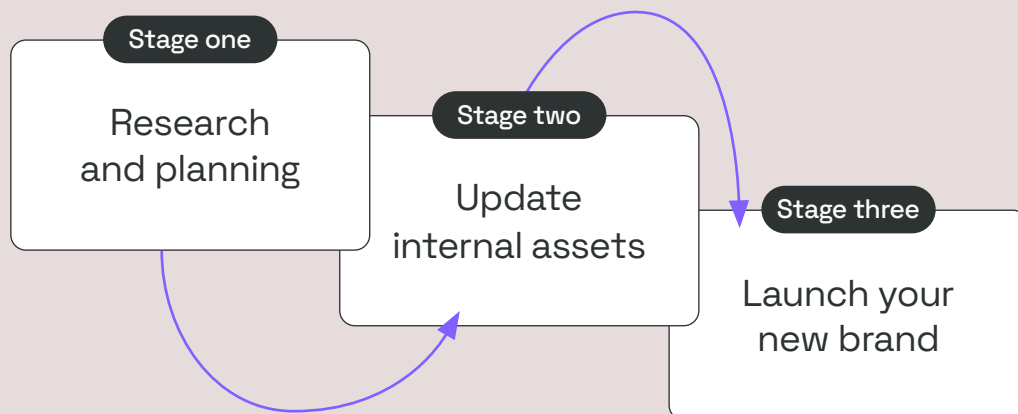 Stage one
Research
and planning
Stage two
Update
internal assets
Stage three
Launch your
new brand